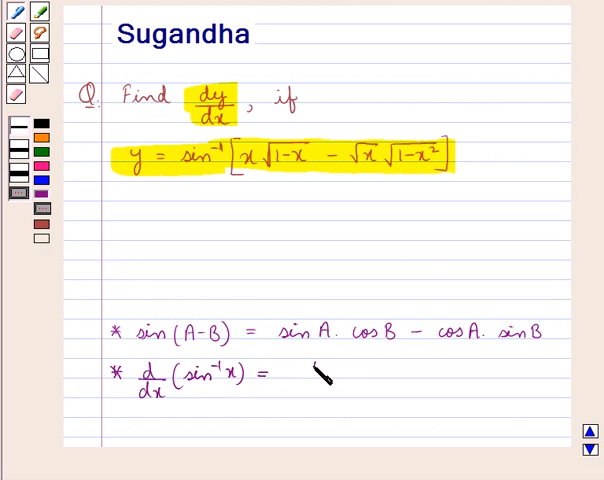 Sugandha
Q. Find dy/dx, if
y = sin⁻¹[x √(1-x) - √x √(1-x²)]
* sin(A-B) = sin A. cos B - cos A. sin B
* d/dx (sin⁻¹x) =